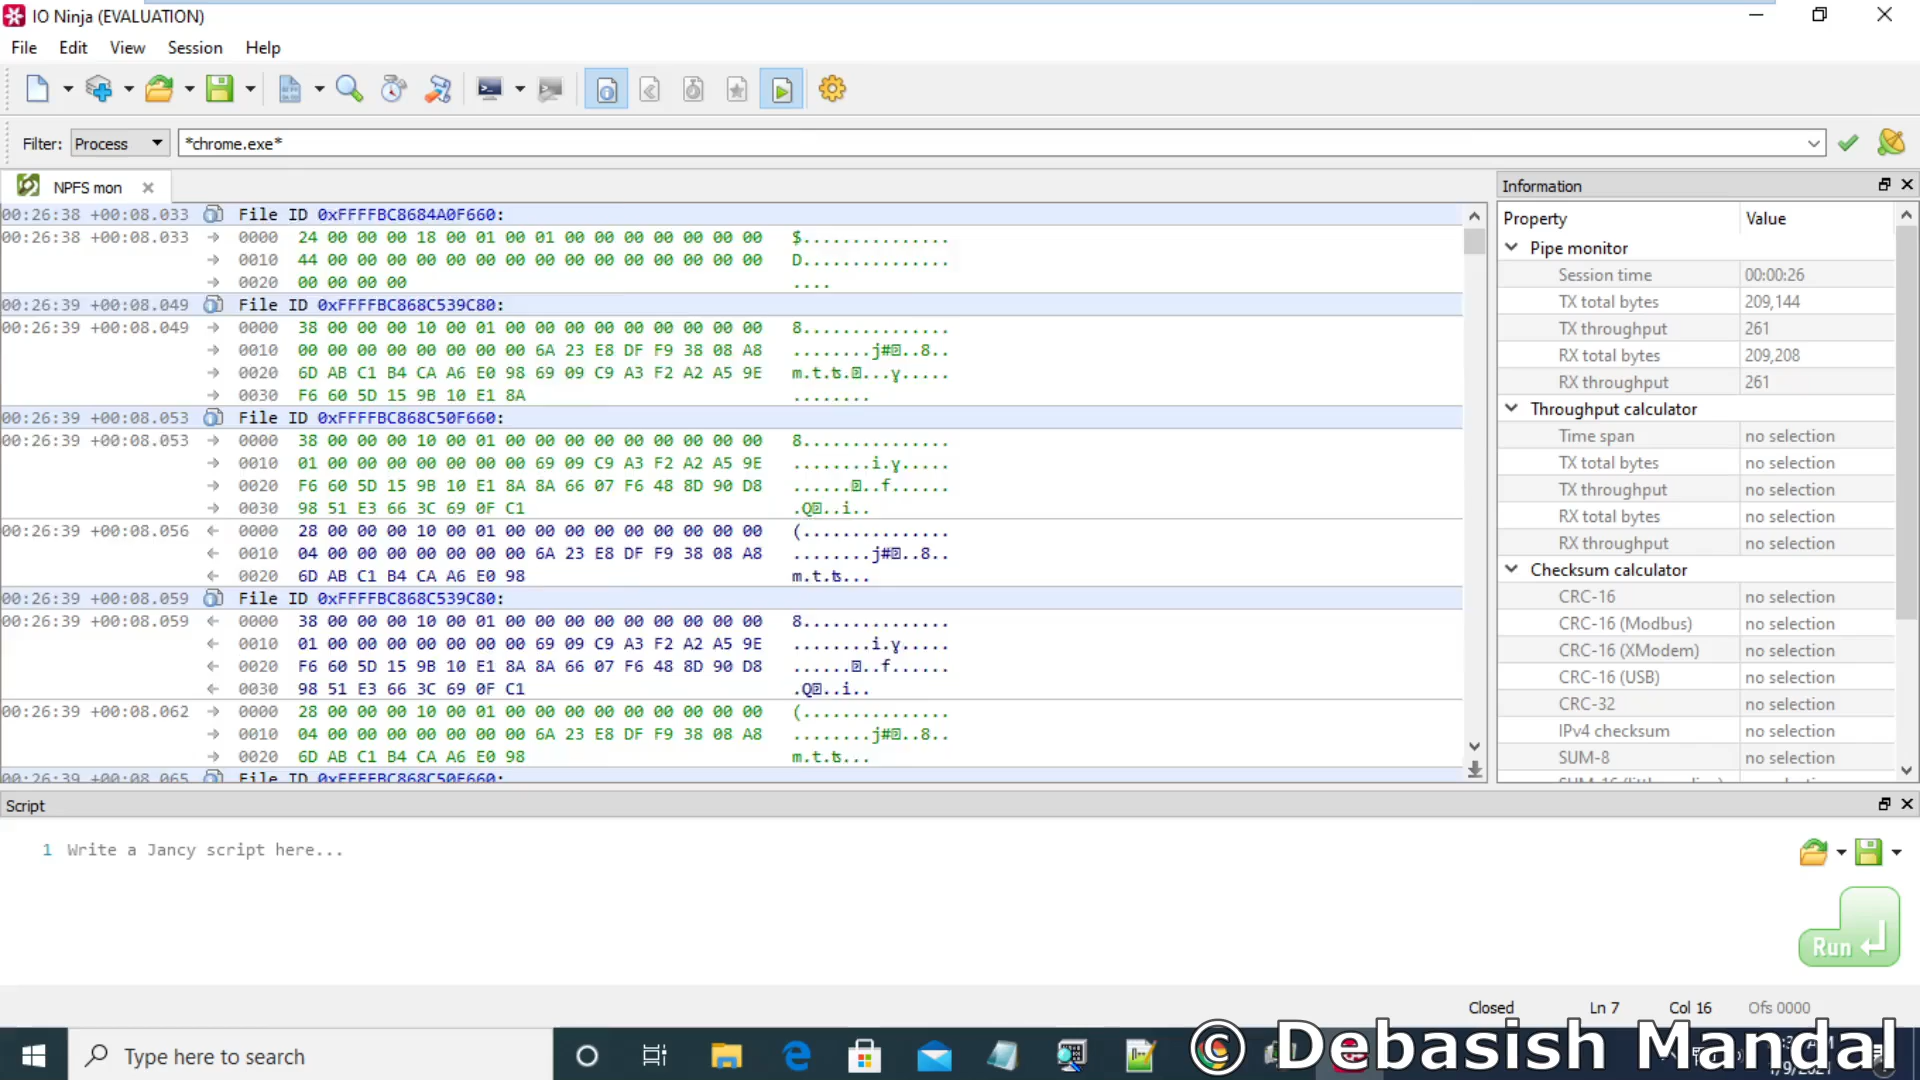 IO Ninja (EVALUATION)
File Edit View Session Help
Filter: Process *chrome.exe*
NPFS mon
00:26:38 +00:08.033 File ID 0xFFFFBC8684A0F660:
00:26:38 +00:08.033 → 0000 24 00 00 00 18 00 01 00 01 00 00 00 00 00 00 00 $...............
→ 0010 44 00 00 00 00 00 00 00 00 00 00 00 00 00 00 00 D...............
→ 0020 00 00 00 00 ....
00:26:39 +00:08.049 File ID 0xFFFFBC868C539C80:
00:26:39 +00:08.049 → 0000 38 00 00 00 10 00 01 00 00 00 00 00 00 00 00 00 8...............
→ 0010 00 00 00 00 00 00 00 00 6A 23 E8 DF F9 38 08 A8 ........j#..8..
→ 0020 6D AB C1 B4 CA A6 E0 98 69 09 C9 A3 F2 A2 A5 9E m.t.ʦ....ɣ.....
→ 0030 F6 60 5D 15 9B 10 E1 8A ........
00:26:39 +00:08.053 File ID 0xFFFFBC868C50F660:
00:26:39 +00:08.053 → 0000 38 00 00 00 10 00 01 00 00 00 00 00 00 00 00 00 8...............
→ 0010 01 00 00 00 00 00 00 00 69 09 C9 A3 F2 A2 A5 9E ........i.ɣ.....
→ 0020 F6 60 5D 15 9B 10 E1 8A 8A 66 07 F6 48 8D 90 D8 ........f......
→ 0030 98 51 E3 66 3C 69 0F C1 .Q..i..
00:26:39 +00:08.056 ← 0000 28 00 00 00 10 00 01 00 00 00 00 00 00 00 00 00 (...............
← 0010 04 00 00 00 00 00 00 00 6A 23 E8 DF F9 38 08 A8 ........j#..8..
← 0020 6D AB C1 B4 CA A6 E0 98 m.t.ʦ...
00:26:39 +00:08.059 File ID 0xFFFFBC868C539C80:
00:26:39 +00:08.059 ← 0000 38 00 00 00 10 00 01 00 00 00 00 00 00 00 00 00 8...............
← 0010 01 00 00 00 00 00 00 00 69 09 C9 A3 F2 A2 A5 9E ........i.ɣ.....
← 0020 F6 60 5D 15 9B 10 E1 8A 8A 66 07 F6 48 8D 90 D8 ........f......
← 0030 98 51 E3 66 3C 69 0F C1 .Q..i..
00:26:39 +00:08.062 → 0000 28 00 00 00 10 00 01 00 00 00 00 00 00 00 00 00 (...............
→ 0010 04 00 00 00 00 00 00 00 6A 23 E8 DF F9 38 08 A8 ........j#..8..
→ 0020 6D AB C1 B4 CA A6 E0 98 m.t.ʦ...
00:26:39 +00:08.065 File ID 0xFFFFBC868C50F660:
Information
Property Value
Pipe monitor
Session time 00:00:26
TX total bytes 209,144
TX throughput 261
RX total bytes 209,208
RX throughput 261
Throughput calculator
Time span no selection
TX total bytes no selection
TX throughput no selection
RX total bytes no selection
RX throughput no selection
Checksum calculator
CRC-16 no selection
CRC-16 (Modbus) no selection
CRC-16 (XModem) no selection
CRC-16 (USB) no selection
CRC-32 no selection
IPv4 checksum no selection
SUM-8 no selection
Script
1 Write a Jancy script here...
Run
Closed Ln 7 Col 16 Ofs 0000
Type here to search
© Debasish Mandal